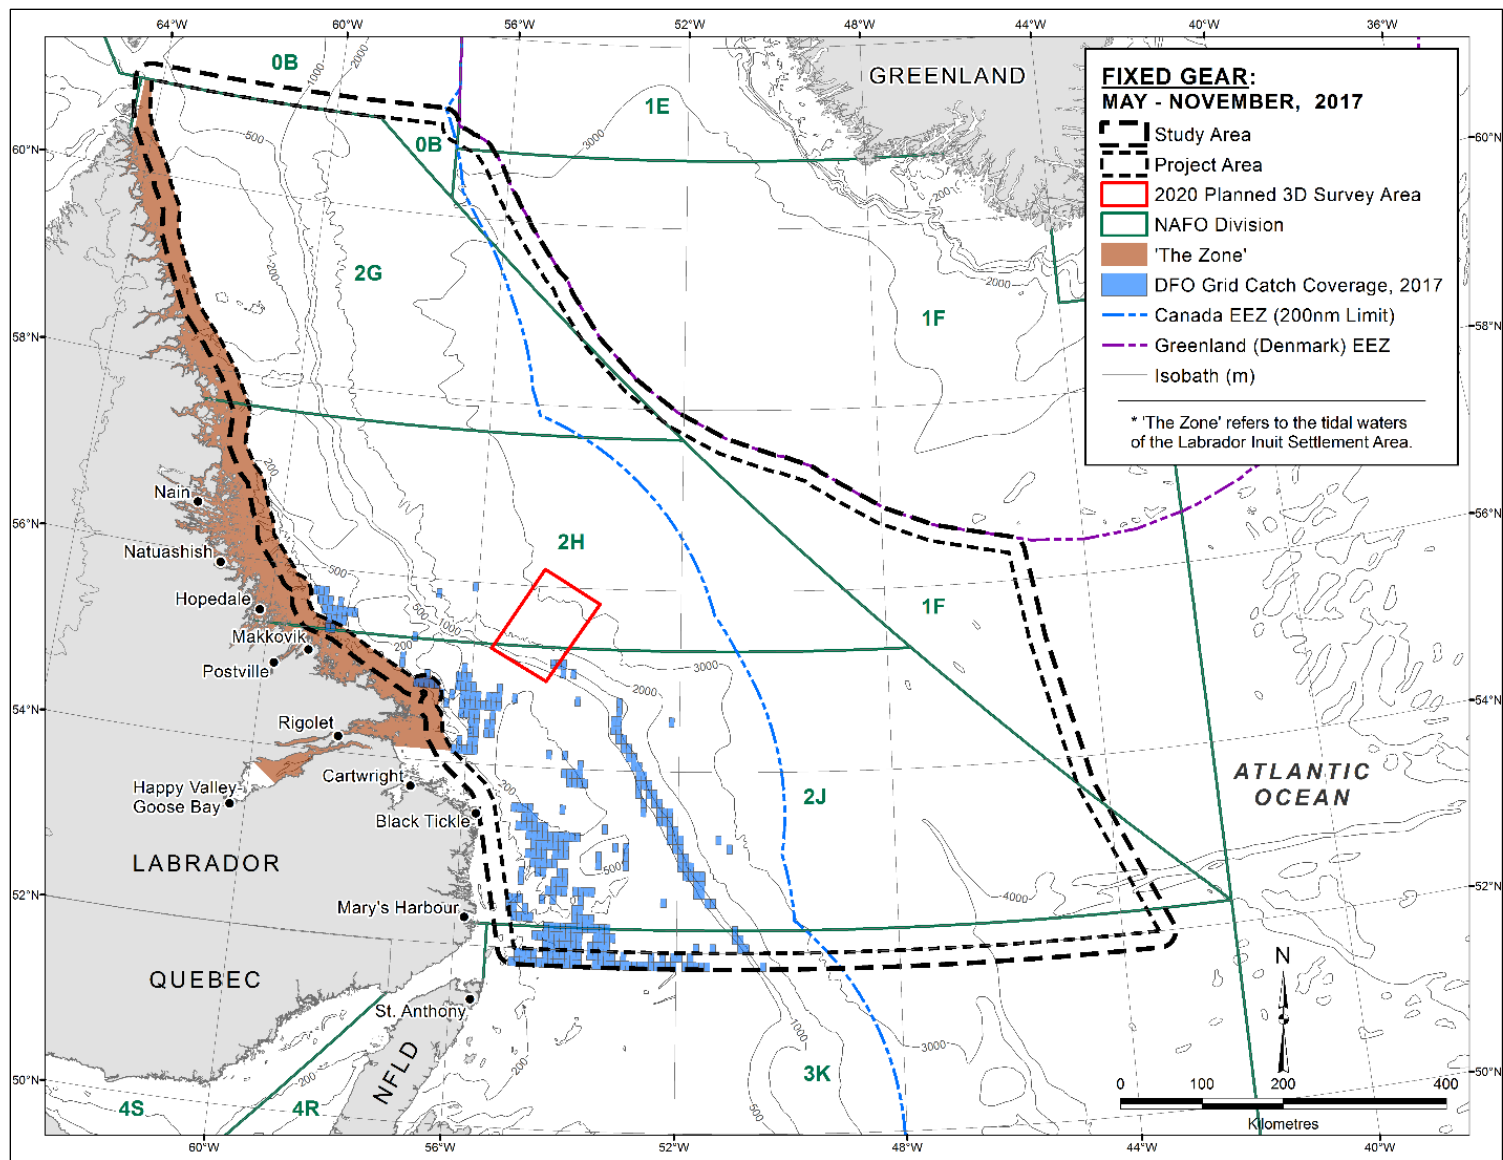 64°W 60°W 56°W 52°W 48°W 44°W 40°W 36°W
0B
1E
GREENLAND
FIXED GEAR:
MAY - NOVEMBER, 2017
Study Area
Project Area
2020 Planned 3D Survey Area
NAFO Division
'The Zone'
DFO Grid Catch Coverage, 2017
Canada EEZ (200nm Limit)
Greenland (Denmark) EEZ
Isobath (m)
* 'The Zone' refers to the tidal waters
of the Labrador Inuit Settlement Area.
1000
2000
500
3000
60°N
0B
60°N
2000
200
2G
2000
1F
58°N
58°N
200
Nain
56°N
56°N
Natuashish
2H
500
Hopedale
1F
500
1000
Makkovik
200
Postville
3000
2000
54°N
54°N
Rigolet
Cartwright
200
Happy Valley-
Goose Bay
2J
ATLANTIC
OCEAN
Black Tickle
LABRADOR
500
52°N
4000
52°N
Mary's Harbour
QUEBEC
N
St. Anthony
1000
3000
NFLD
200
3K
50°N
50°N
200
4S
4R
500
0 100 200 400
Kilometres
60°W 56°W 52°W 48°W 44°W 40°W